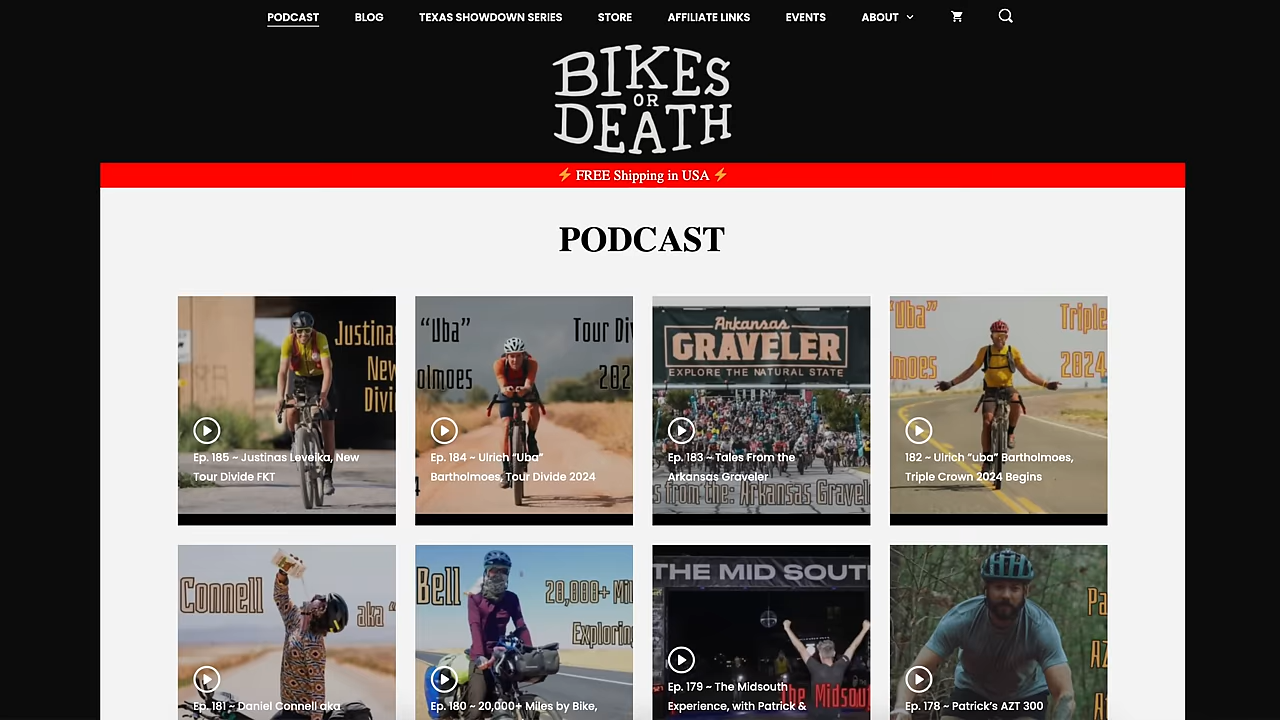 PODCAST
BLOG
TEXAS SHOWDOWN SERIES
STORE
AFFILIATE LINKS
EVENTS
ABOUT
BIKES
OR
DEATH
⚡ FREE Shipping in USA ⚡
PODCAST
Justinas
New
Divi
Ep. 185 ~ Justinas Leveika, New
Tour Divide FKT
“Uba”
Tour Div
olmoes
202
Ep. 184 ~ Ulrich “Uba”
Bartholmoes, Tour Divide 2024
Arkansas
GRAVELER
EXPLORE THE NATURAL STATE
Ep. 183 ~ Tales From the
Arkansas Graveler
s from the: Arkansas Gravel
'Uba”
Triple
lmoes
2024
182 ~ Ulrich “uba” Bartholmoes,
Triple Crown 2024 Begins
Connell
aka “
Ep. 181 ~ Daniel Connell aka
Bell
20,000+ Mil
Exploring
Ep. 180 ~ 20,000+ Miles by Bike,
THE MID SOUT
Ep. 179 ~ The Midsouth
Experience, with Patrick &
The Midsou
Pa
AZ
Ep. 178 ~ Patrick’s AZT 300